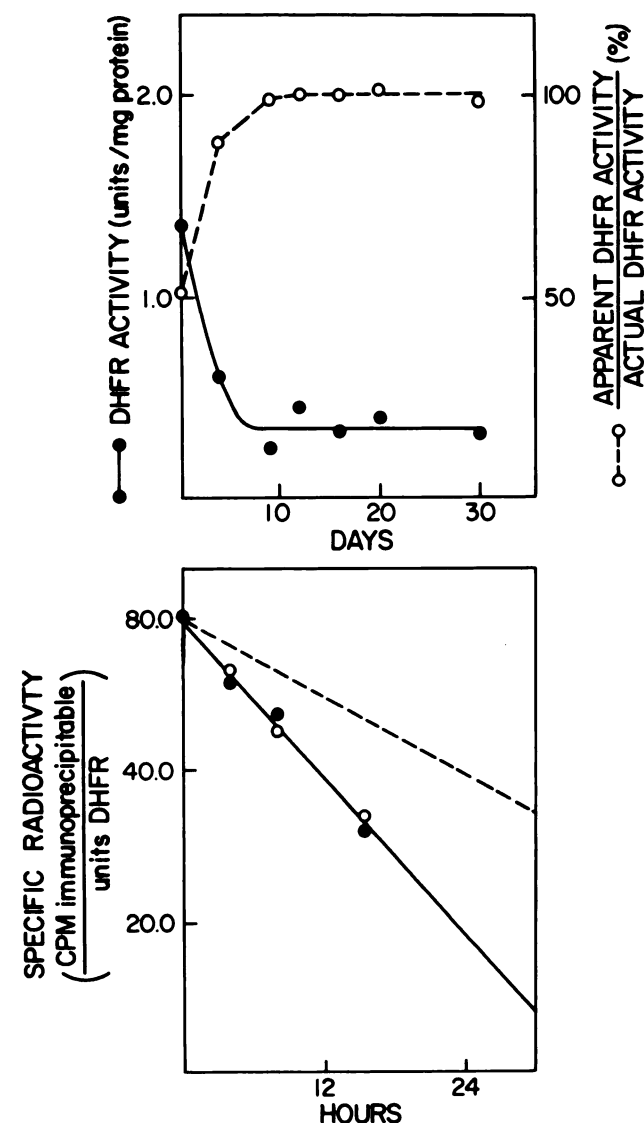 DHFR ACTIVITY (units/mg protein)
2.0
1.0
100
50
APPARENT DHFR ACTIVITY
ACTUAL DHFR ACTIVITY
(%)
10
20
30
DAYS
SPECIFIC RADIOACTIVTY
(CPM immunoprecipitable
units DHFR)
80.0
40.0
20.0
12
24
HOURS